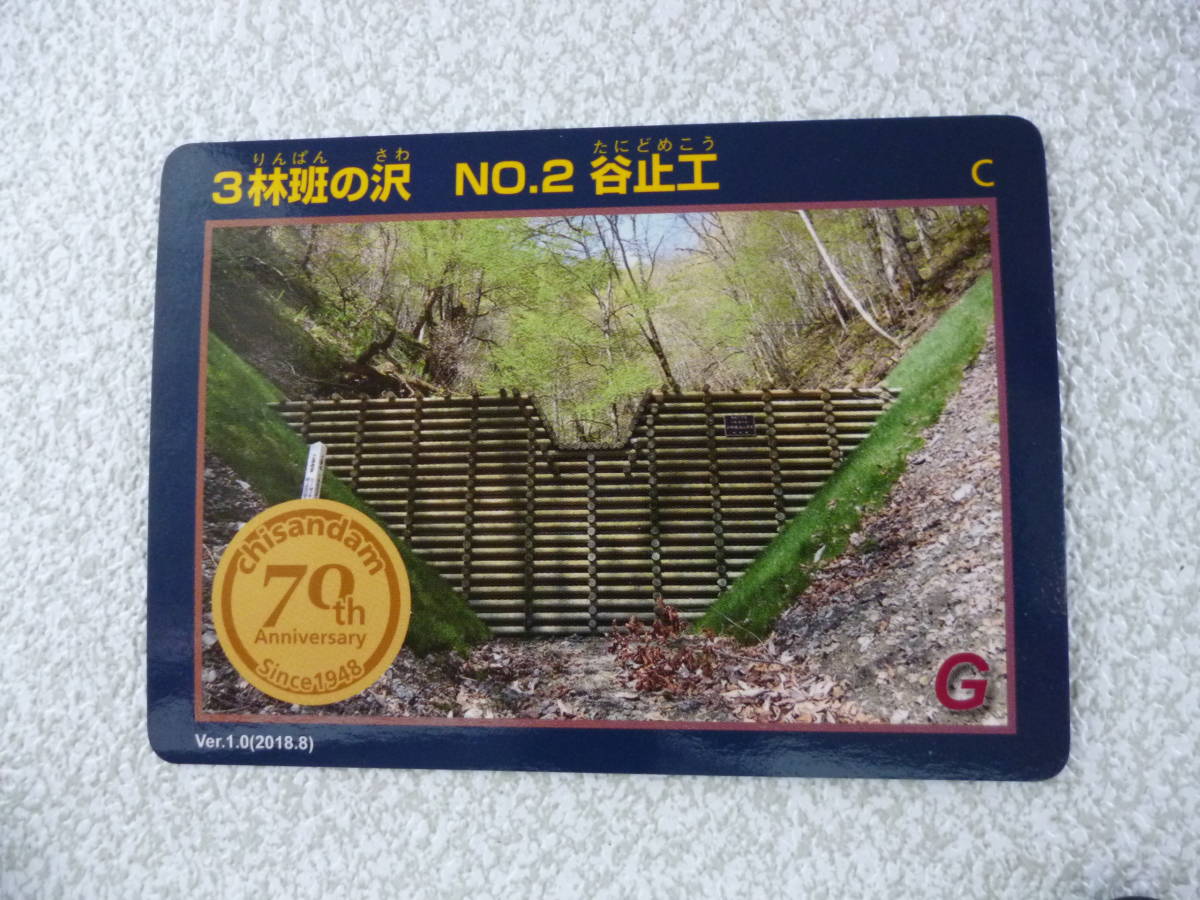 りんぱん さわ たにどめこう
3林班の沢 NO.2 谷止工 C
chisandam
70th
Anniversary
Since1948
G
Ver.1.0(2018.8)